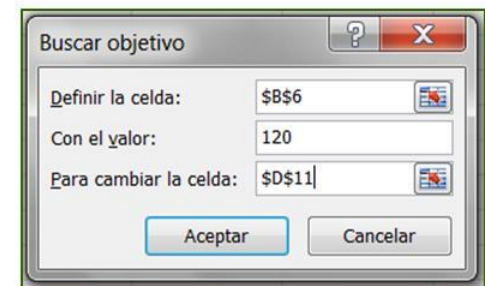 Buscar objetivo
Definir la celda: $B$6
Con el valor: 120
Para cambiar la celda: $D$11
Aceptar Cancelar